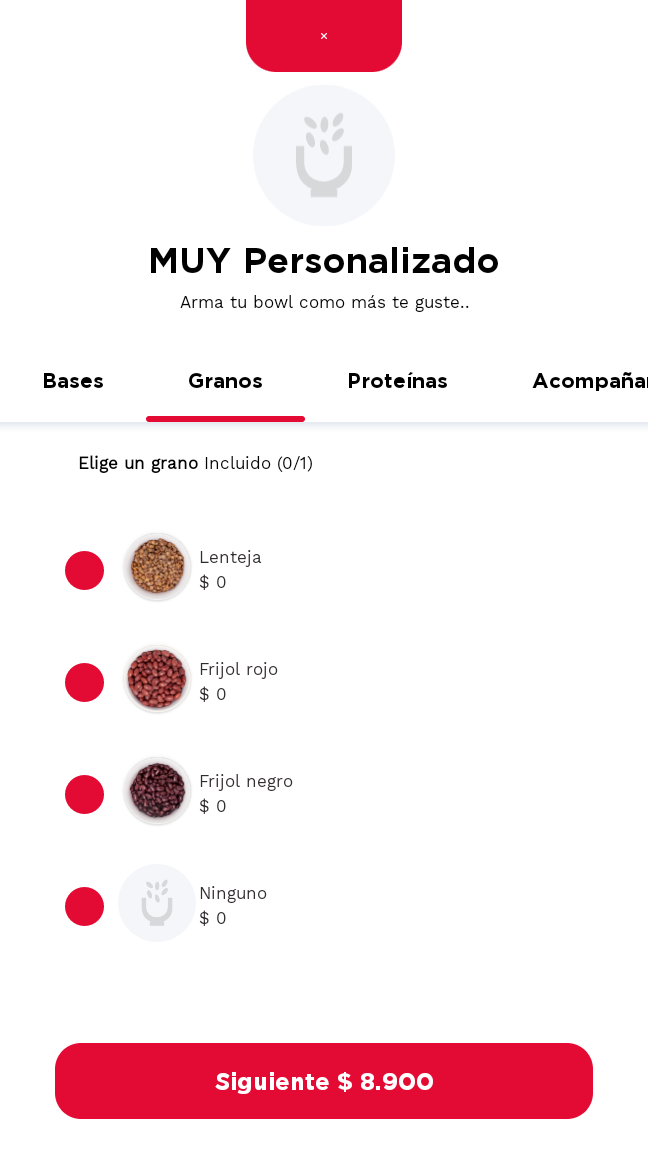 ×
MUY Personalizado
Arma tu bowl como más te guste..
Bases Granos Proteínas Acompaña
Elige un grano Incluido (0/1)
Lenteja
$ 0
Frijol rojo
$ 0
Frijol negro
$ 0
Ninguno
$ 0
Siguiente $ 8.900